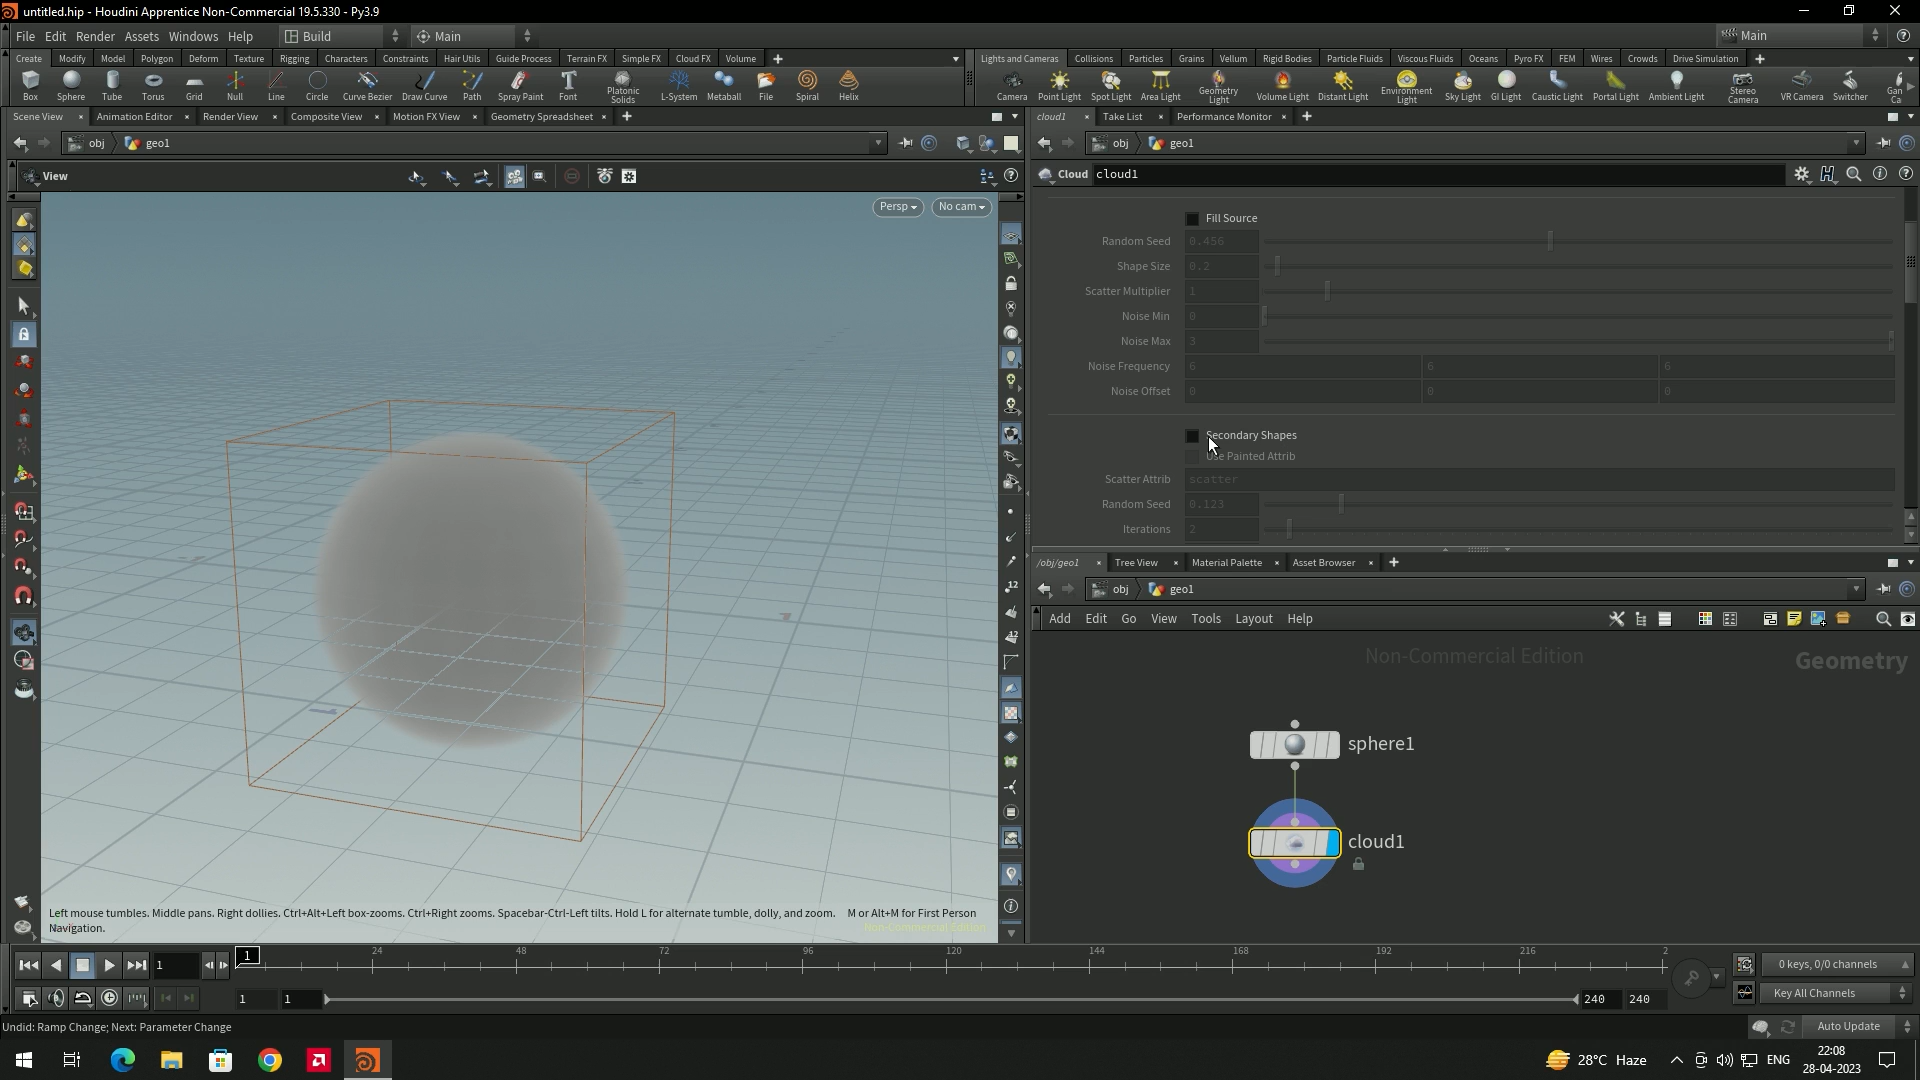 untitled.hip - Houdini Apprentice Non-Commercial 19.5.330 - Py3.9
File Edit Render Assets Windows Help Build Main Main
Create Modify Model Polygon Deform Texture Rigging Characters Constraints Hair Utils Guide Process Terrain FX Simple FX Cloud FX Volume
Lights and Cameras Collisions Particles Grains Vellum Rigid Bodies Particle Fluids Viscous Fluids Oceans Pyro FX FEM Wires Crowds Drive Simulation
Box Sphere Tube Torus Grid Null Line Circle Curve Bezier Draw Curve Path Spray Paint Font Platonic Solids L-System Metaball File Spiral Helix
Camera Point Light Spot Light Area Light Geometry Light Volume Light Distant Light Environment Light Sky Light GI Light Caustic Light Portal Light Ambient Light Stereo Camera VR Camera Switcher Gan Ca
Scene View Animation Editor Render View Composite View Motion FX View Geometry Spreadsheet
cloud1 Take List Performance Monitor
obj geo1
obj geo1
View
Cloud cloud1
Persp No cam
Fill Source
Random Seed 0.456
Shape Size 0.2
Scatter Multiplier 1
Noise Min 0
Noise Max 3
Noise Frequency 6 6 6
Noise Offset 0 0 0
Secondary Shapes
Use Painted Attrib
Scatter Attrib scatter
Random Seed 0.123
Iterations 2
/obj/geo1 Tree View Material Palette Asset Browser
obj geo1
Add Edit Go View Tools Layout Help
Non-Commercial Edition
Geometry
sphere1
cloud1
12
12
Left mouse tumbles. Middle pans. Right dollies. Ctrl+Alt+Left box-zooms. Ctrl+Right zooms. Spacebar-Ctrl-Left tilts. Hold L for alternate tumble, dolly, and zoom. M or Alt+M for First Person
Navigation.
Non-Commercial Edition
1 1 24 48 72 96 120 144 168 192 216 2
0 keys, 0/0 channels
1 1 240 240
Key All Channels
Undid: Ramp Change; Next: Parameter Change
Auto Update
28°C Haze ENG
22:08
28-04-2023